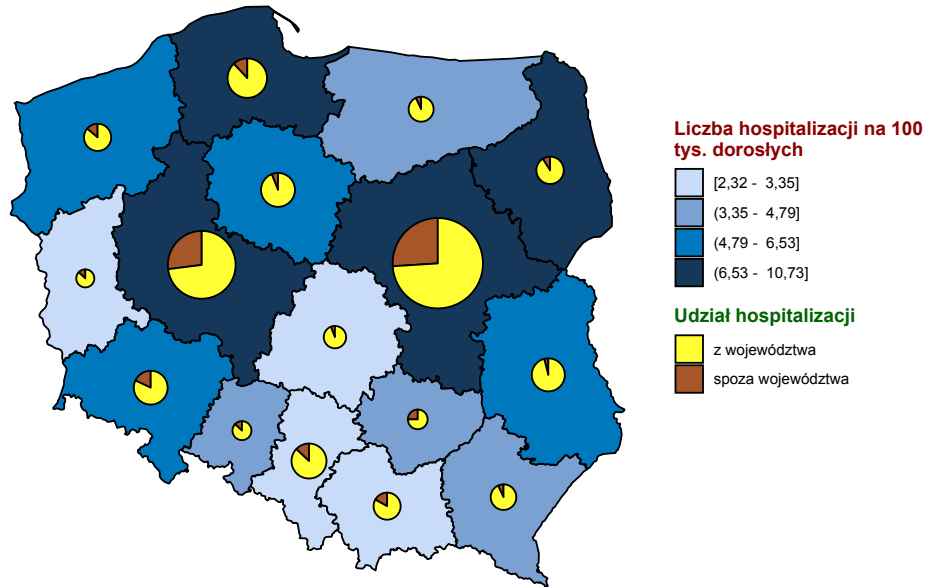 Liczba hospitalizacji na 100
tys. dorosłych
[2,32 - 3,35]
(3,35 - 4,79]
(4,79 - 6,53]
(6,53 - 10,73]
Udział hospitalizacji
z województwa
spoza województwa